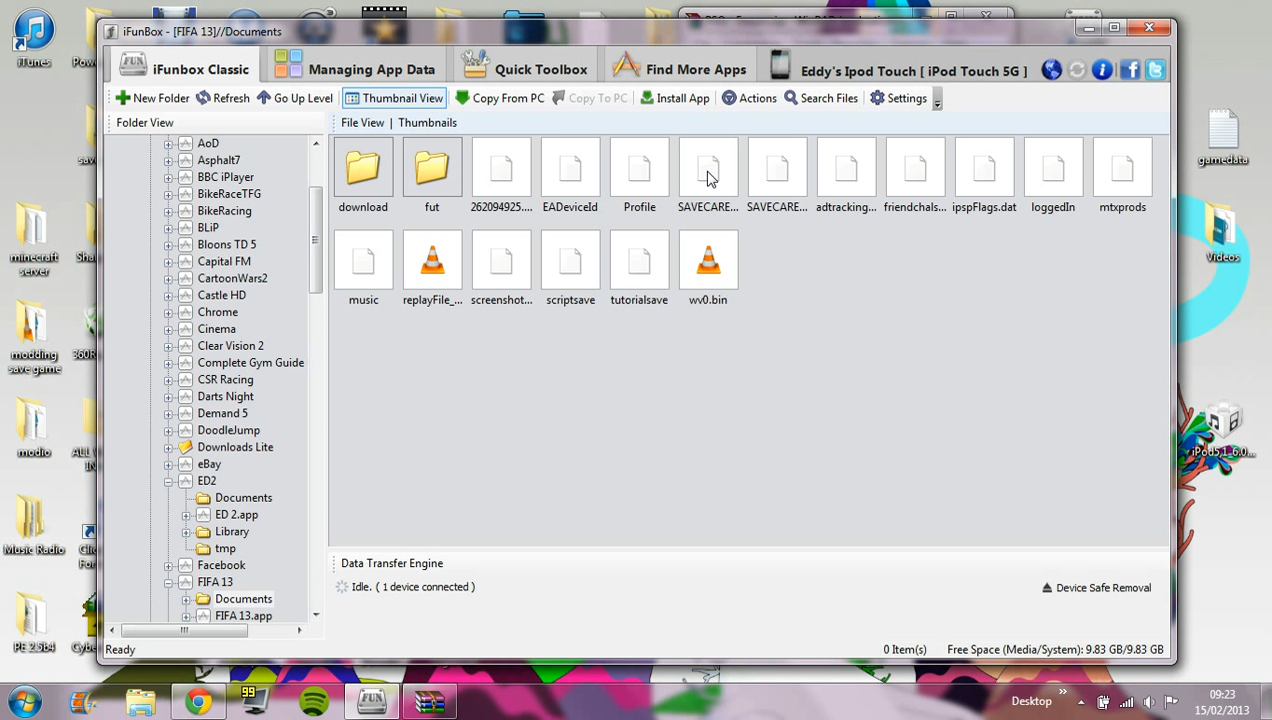 iFunBox - [FIFA 13]//Documents
iFunbox Classic
Managing App Data
Quick Toolbox
Find More Apps
Eddy's Ipod Touch [ iPod Touch 5G ]
New Folder
Refresh
Go Up Level
Thumbnail View
Copy From PC
Copy To PC
Install App
Actions
Search Files
Settings
Folder View
File View | Thumbnails
AoD
Asphalt7
BBC iPlayer
BikeRaceTFG
BikeRacing
BLiP
Bloons TD 5
Capital FM
CartoonWars2
Castle HD
Chrome
Cinema
Clear Vision 2
Complete Gym Guide
CSR Racing
Darts Night
Demand 5
DoodleJump
Downloads Lite
eBay
ED2
Documents
ED 2.app
Library
tmp
Facebook
FIFA 13
Documents
FIFA 13.app
download
fut
262094925....
EADeviceId
Profile
SAVECARE...
SAVECARE...
adtracking,...
friendchals...
ipspFlags.dat
loggedIn
mtxprods
music
replayFile_...
screenshot...
scriptsave
tutorialsave
wv0.bin
Data Transfer Engine
Idle. ( 1 device connected )
Device Safe Removal
Ready
0 Item(s)
Free Space (Media/System): 9.83 GB/9.83 GB
iTunes
minecraft
server
modding
save game
modio
Music Radio
PE 2.5b4
gamedata
Videos
iPod5,1_6.0...
99
Desktop
09:23
15/02/2013